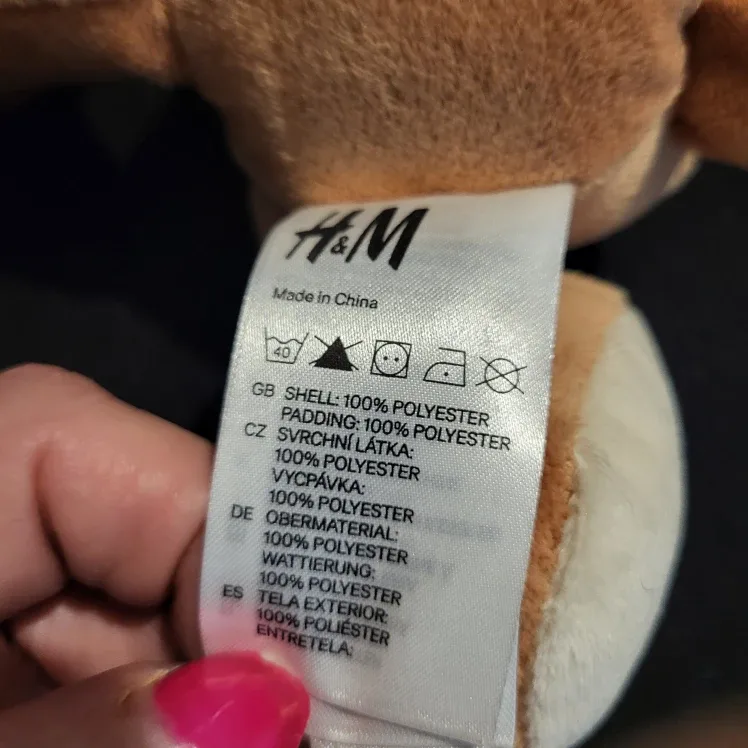 H&M
Made in China
40
GB SHELL: 100% POLYESTER
PADDING: 100% POLYESTER
CZ SVRCHNÍ LÁTKA:
100% POLYESTER
VYCPÁVKA:
100% POLYESTER
DE OBERMATERIAL:
100% POLYESTER
WATTIERUNG:
100% POLYESTER
ES TELA EXTERIOR:
100% POLIÉSTER
ENTRETELA: